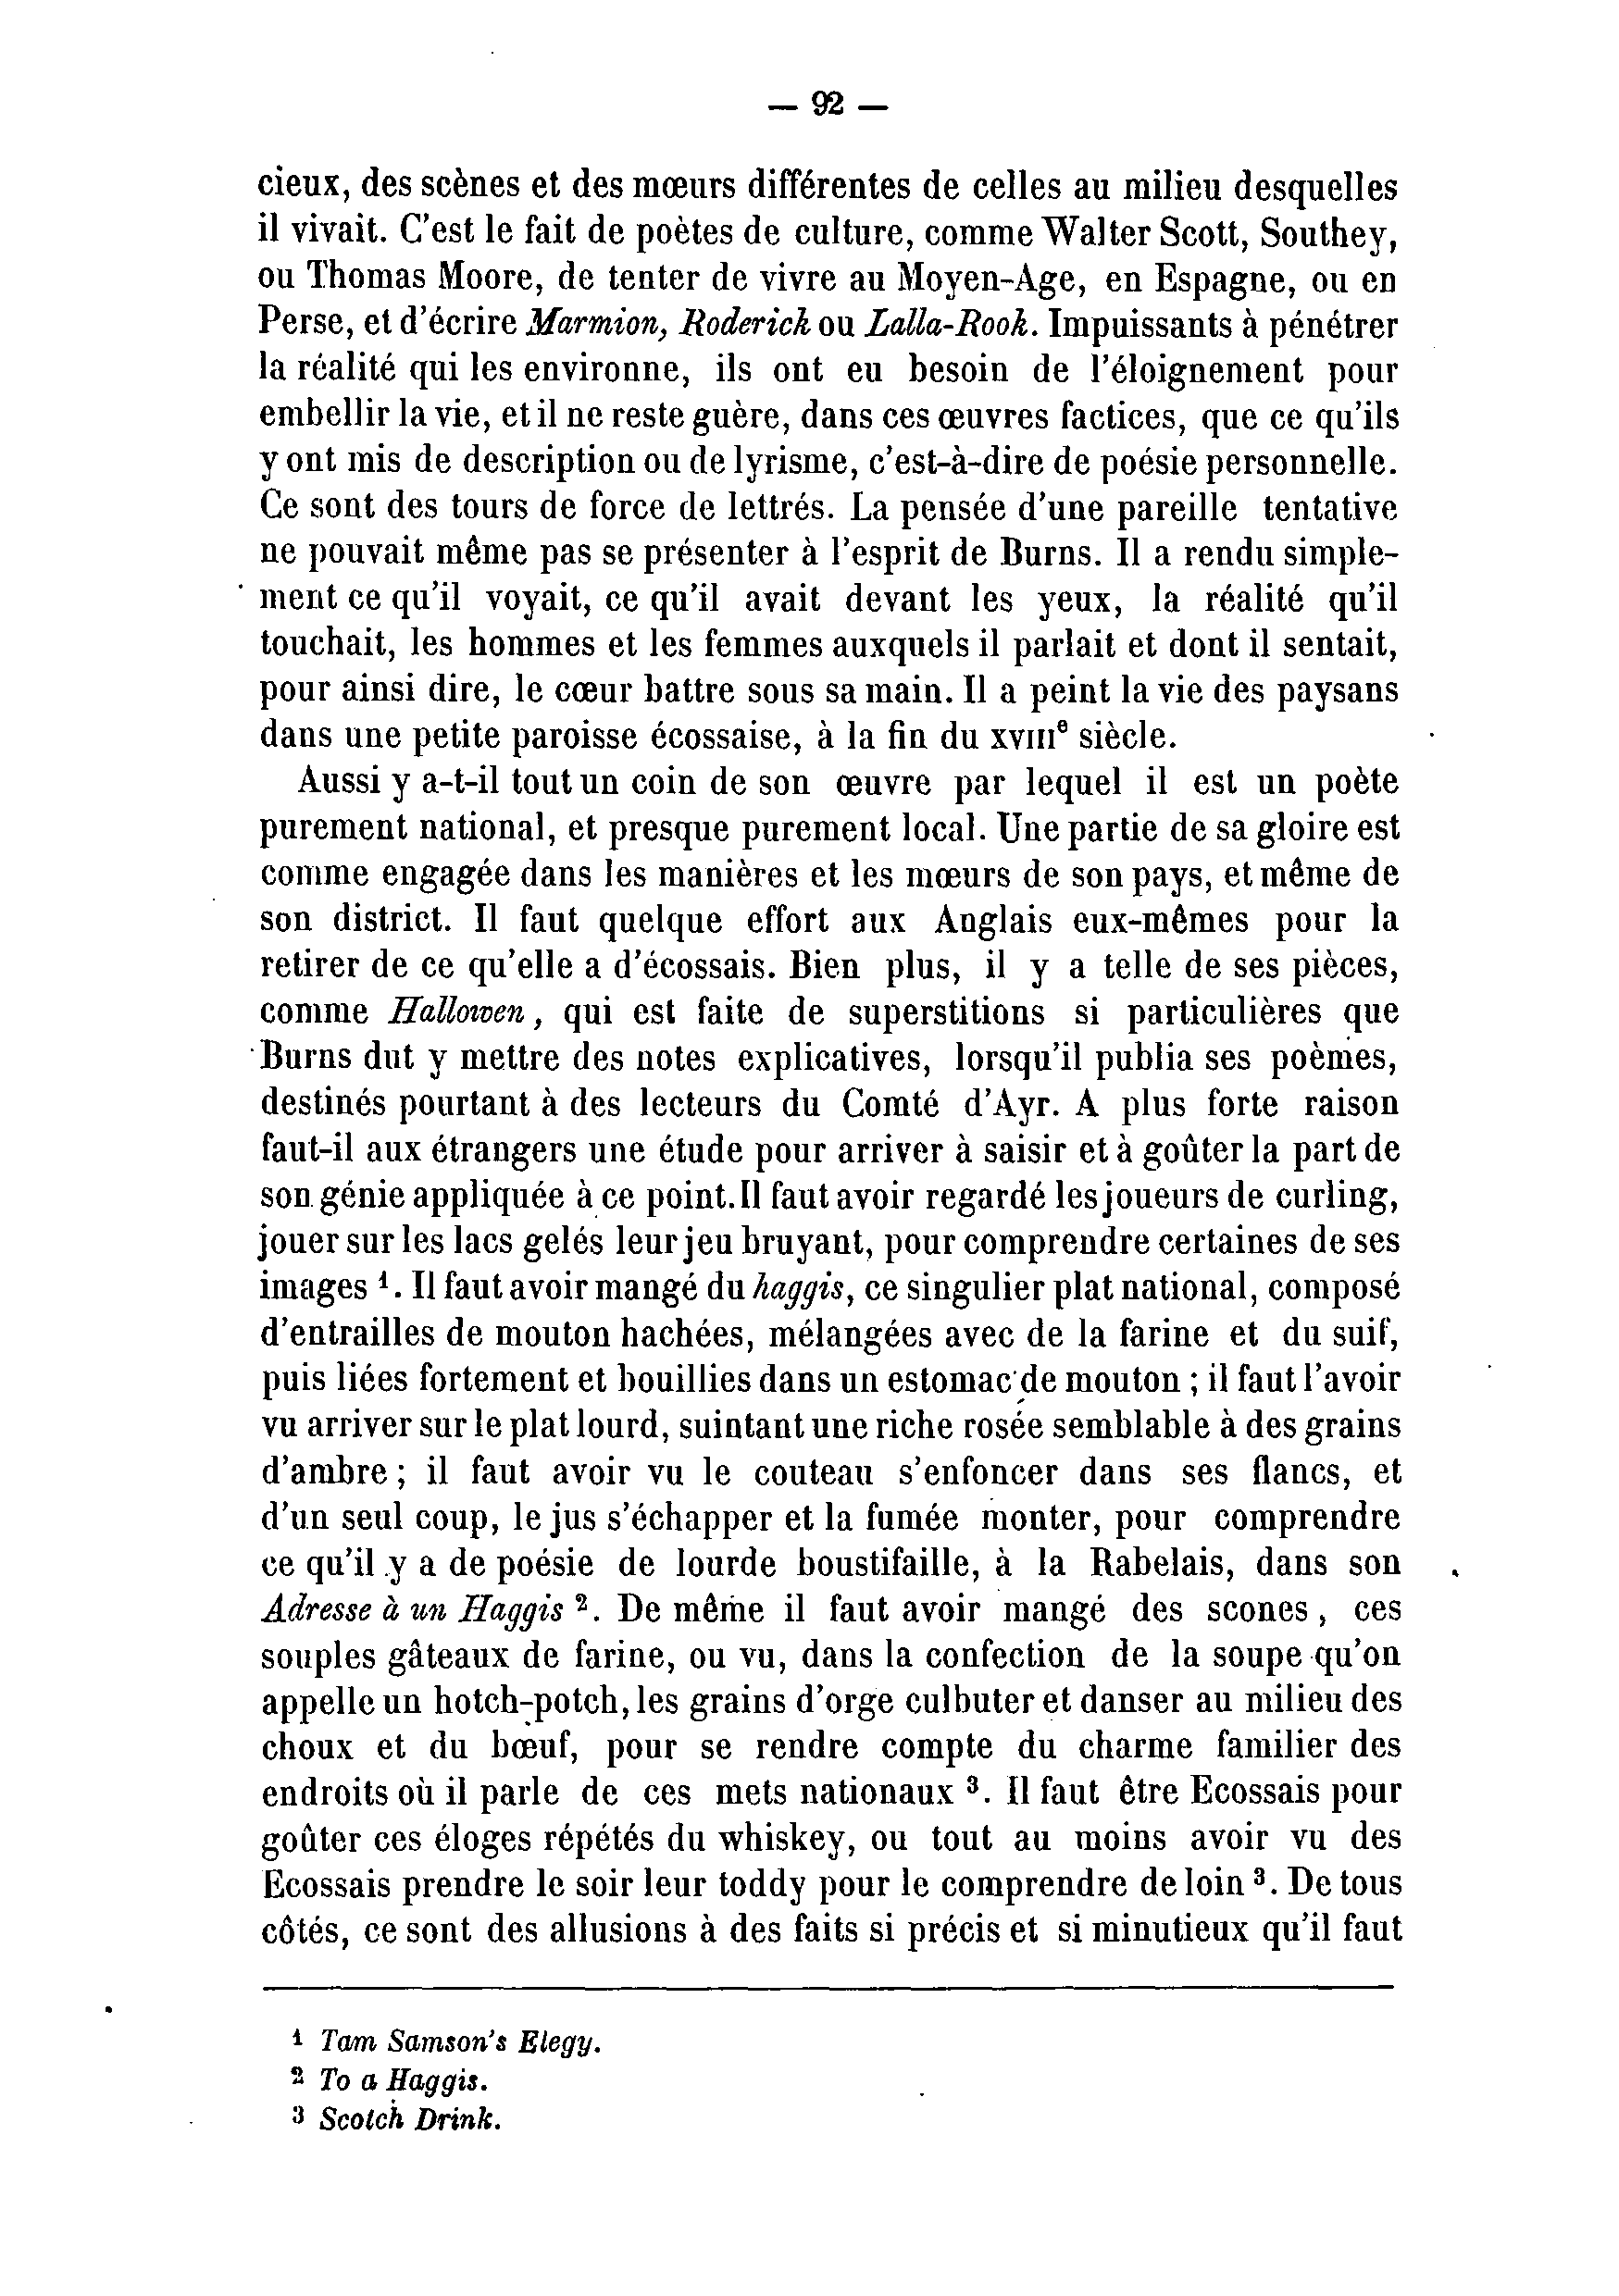 — 92 —
cieux, des scènes et des mœurs différentes de celles au milieu desquelles
il vivait. C'est le fait de poètes de culture, comme Walter Scott, Southey,
ou Thomas Moore, de tenter de vivre au Moyen-Age, en Espagne, ou en
Perse, et d'écrire Marmion, Roderick ou Lalla-Rook. Impuissants à pénétrer
la réalité qui les environne, ils ont eu besoin de l'éloignement pour
embellir la vie, et il ne reste guère, dans ces œuvres factices, que ce qu'ils
y ont mis de description ou de lyrisme, c'est-à-dire de poésie personnelle.
Ce sont des tours de force de lettrés. La pensée d'une pareille tentative
ne pouvait même pas se présenter à l'esprit de Burns. Il a rendu simple-
ment ce qu'il voyait, ce qu'il avait devant les yeux, la réalité qu'il
touchait, les hommes et les femmes auxquels il parlait et dont il sentait,
pour ainsi dire, le cœur battre sous sa main. Il a peint la vie des paysans
dans une petite paroisse écossaise, à la fin du XVIIIe siècle.
Aussi y a-t-il tout un coin de son œuvre par lequel il est un poète
purement national, et presque purement local. Une partie de sa gloire est
comme engagée dans les manières et les mœurs de son pays, et même de
son district. Il faut quelque effort aux Anglais eux-mêmes pour la
retirer de ce qu'elle a d'écossais. Bien plus, il y a telle de ses pièces,
comme Hallowen, qui est faite de superstitions si particulières que
Burns dut y mettre des notes explicatives, lorsqu'il publia ses poèmes,
destinés pourtant à des lecteurs du Comté d'Ayr. A plus forte raison
faut-il aux étrangers une étude pour arriver à saisir et à goûter la part de
son génie appliquée à ce point. Il faut avoir regardé les joueurs de curling,
jouer sur les lacs gelés leur jeu bruyant, pour comprendre certaines de ses
images 1. Il faut avoir mangé du haggis, ce singulier plat national, composé
d'entrailles de mouton hachées, mélangées avec de la farine et du suif,
puis liées fortement et bouillies dans un estomac de mouton ; il faut l'avoir
vu arriver sur le plat lourd, suintant une riche rosée semblable à des grains
d'ambre ; il faut avoir vu le couteau s'enfoncer dans ses flancs, et
d'un seul coup, le jus s'échapper et la fumée monter, pour comprendre
ce qu'il y a de poésie de lourde boustifaille, à la Rabelais, dans son
Adresse à un Haggis 2. De même il faut avoir mangé des scones, ces
souples gâteaux de farine, ou vu, dans la confection de la soupe qu'on
appelle un hotch-potch, les grains d'orge culbuter et danser au milieu des
choux et du bœuf, pour se rendre compte du charme familier des
endroits où il parle de ces mets nationaux 3. Il faut être Ecossais pour
goûter ces éloges répétés du whiskey, ou tout au moins avoir vu des
Ecossais prendre le soir leur toddy pour le comprendre de loin 3. De tous
côtés, ce sont des allusions à des faits si précis et si minutieux qu'il faut
1 Tam Samson's Elegy.
2 To a Haggis.
3 Scotch Drink.